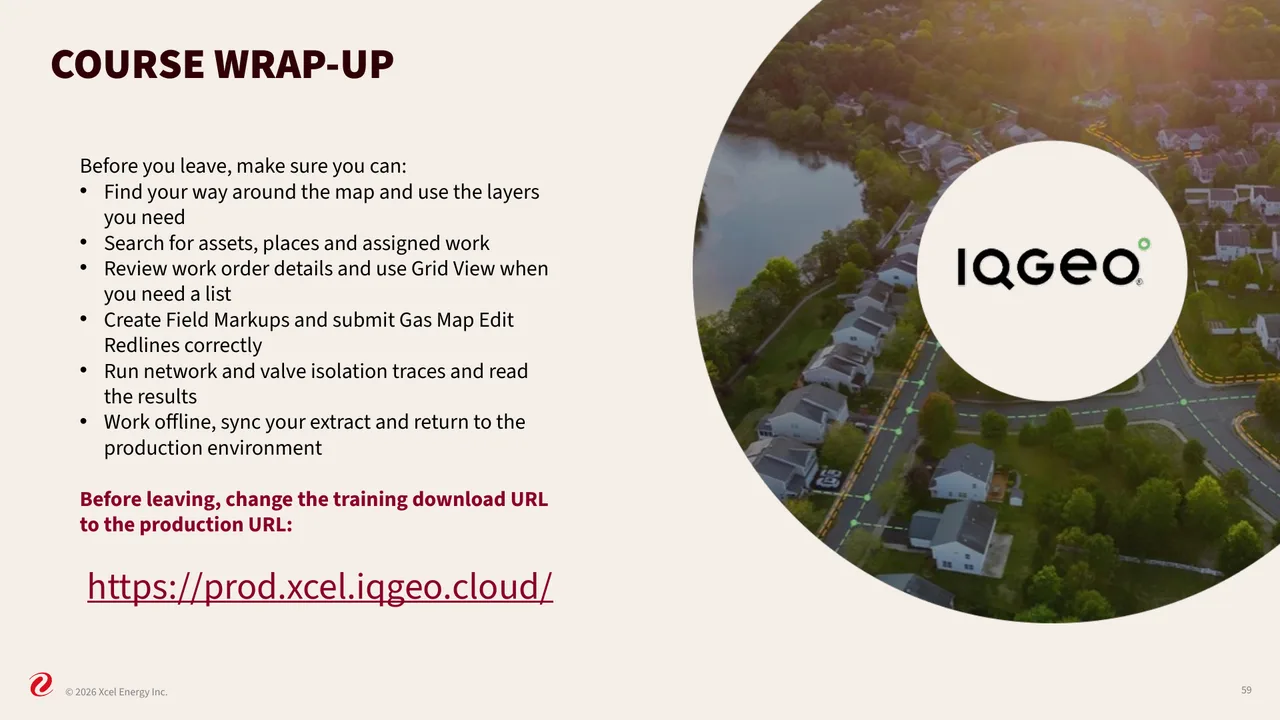 COURSE WRAP-UP
Before you leave, make sure you can:
• Find your way around the map and use the layers
you need
• Search for assets, places and assigned work
• Review work order details and use Grid View when
you need a list
• Create Field Markups and submit Gas Map Edit
Redlines correctly
• Run network and valve isolation traces and read
the results
• Work offline, sync your extract and return to the
production environment
Before leaving, change the training download URL
to the production URL:
https://prod.xcel.iqgeo.cloud/
IQGEO®
© 2026 Xcel Energy Inc.
59